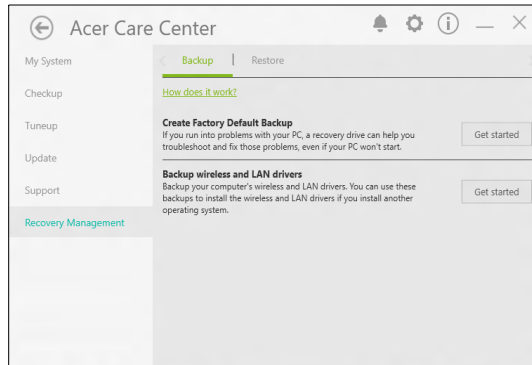 Acer Care Center
My System
Checkup
Tuneup
Update
Support
Recovery Management
Backup | Restore
How does it work?
Create Factory Default Backup
If you run into problems with your PC, a recovery drive can help you
troubleshoot and fix those problems, even if your PC won't start.
Get started
Backup wireless and LAN drivers
Backup your computer's wireless and LAN drivers. You can use these
backups to install the wireless and LAN drivers if you install another
operating system.
Get started